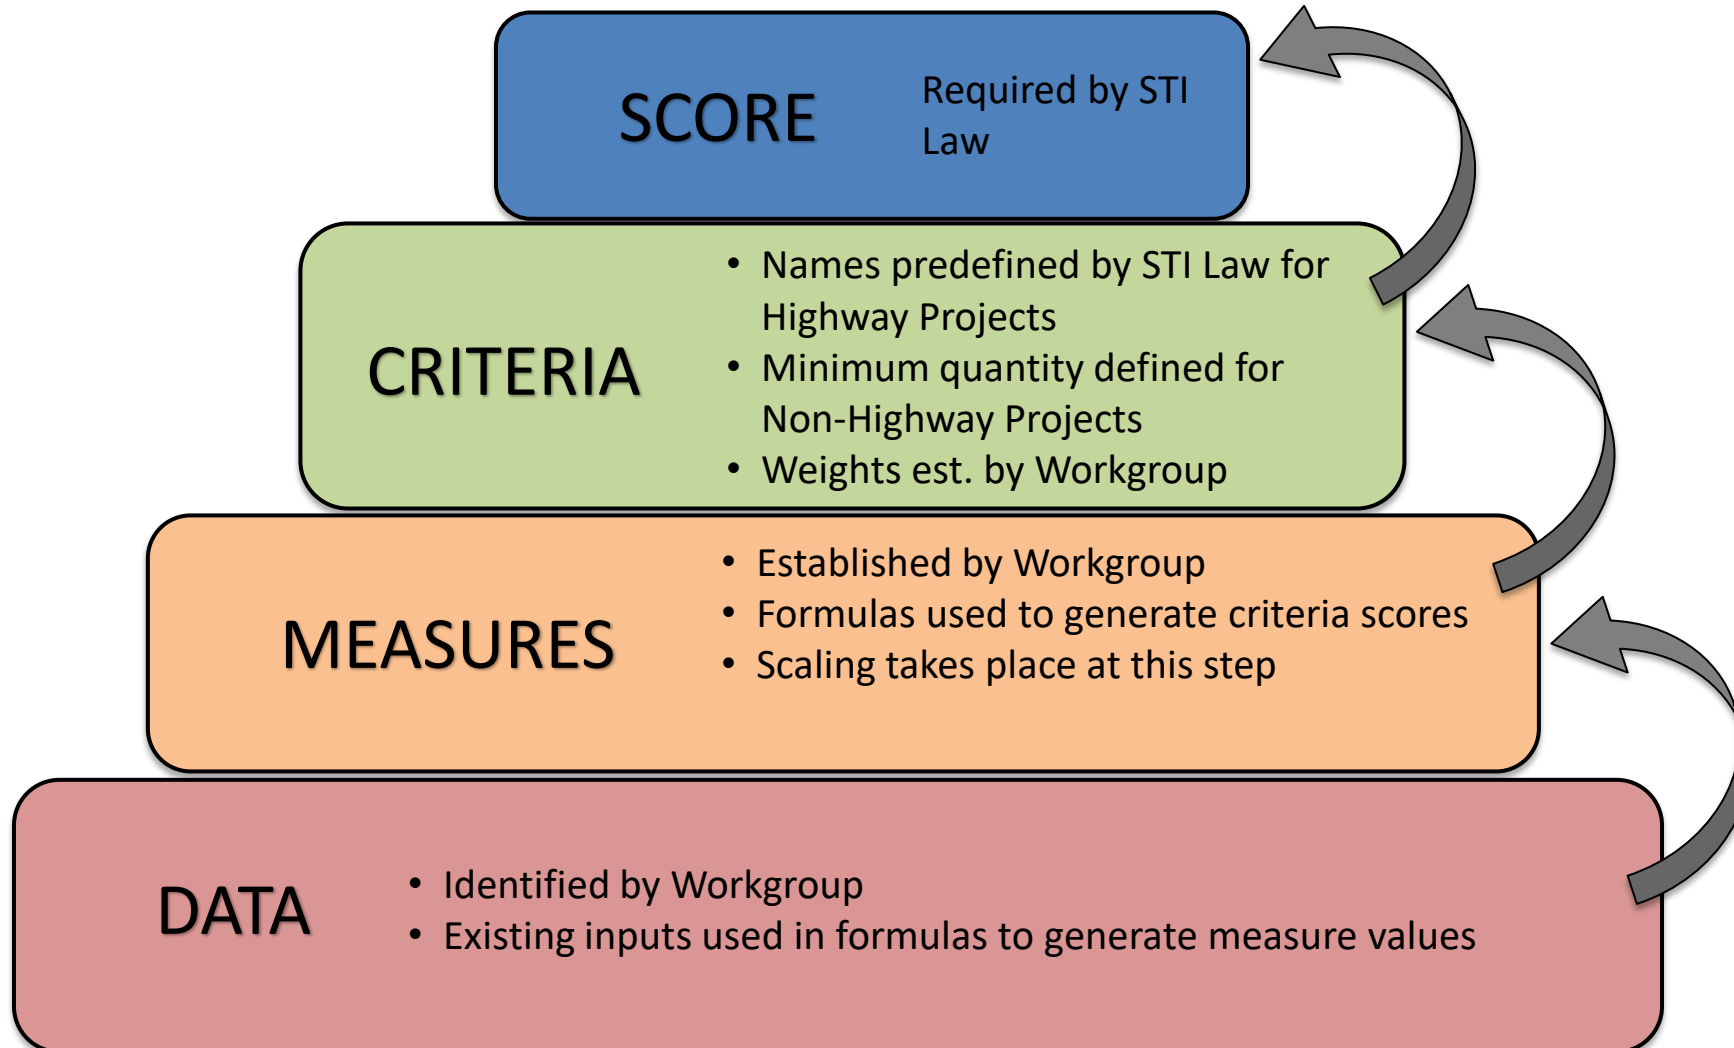 SCORE
Required by STI
Law
CRITERIA
• Names predefined by STI Law for
Highway Projects
• Minimum quantity defined for
Non-Highway Projects
• Weights est. by Workgroup
MEASURES
• Established by Workgroup
• Formulas used to generate criteria scores
• Scaling takes place at this step
DATA
• Identified by Workgroup
• Existing inputs used in formulas to generate measure values